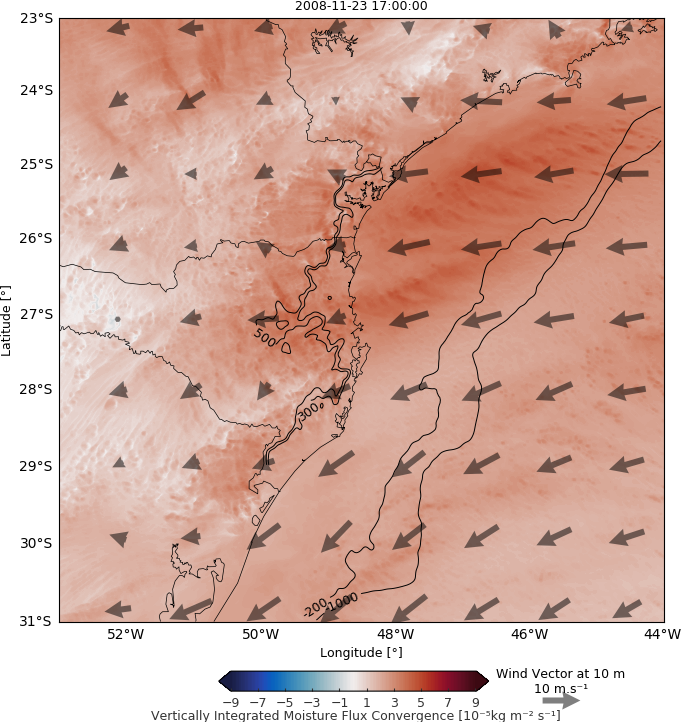 2008-11-23 17:00:00
23°S
24°S
25°S
26°S
27°S
28°S
29°S
30°S
31°S
Latitude [°]
500
300
-200
-1000
52°W 50°W 48°W 46°W 44°W
Longitude [°]
−9 −7 −5 −3 −1 1 3 5 7 9
Wind Vector at 10 m
10 m.s⁻¹
Vertically Integrated Moisture Flux Convergence [10⁻⁵kg m⁻² s⁻¹]